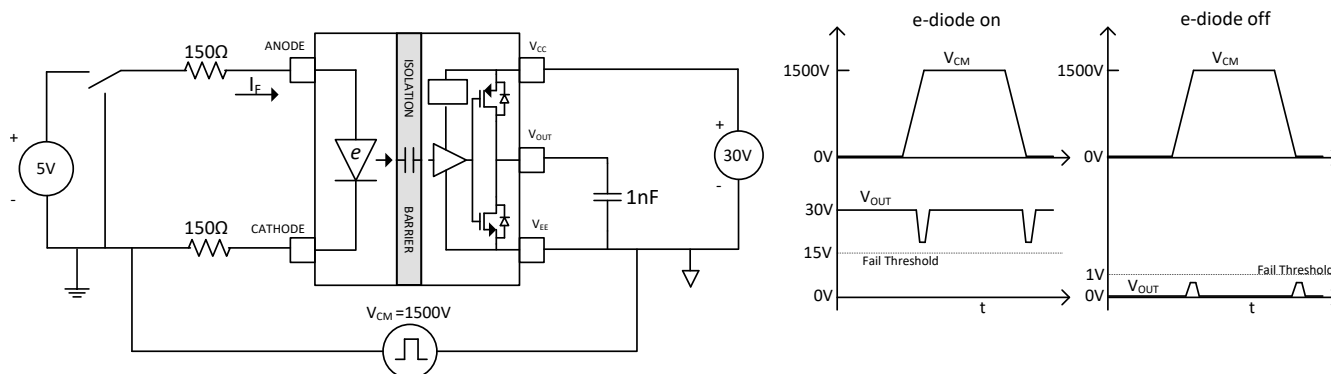 150Ω
ANODE
I_F
+
5V
-
e
ISOLATION
BARRIER
V_CC
V_OUT
V_EE
+
30V
-
1nF
150Ω
CATHODE
V_CM =1500V
e-diode on
1500V
V_CM
0V
V_OUT
30V
15V
Fail Threshold
0V
t
e-diode off
1500V
V_CM
0V
1V
Fail Threshold
V_OUT
0V
t